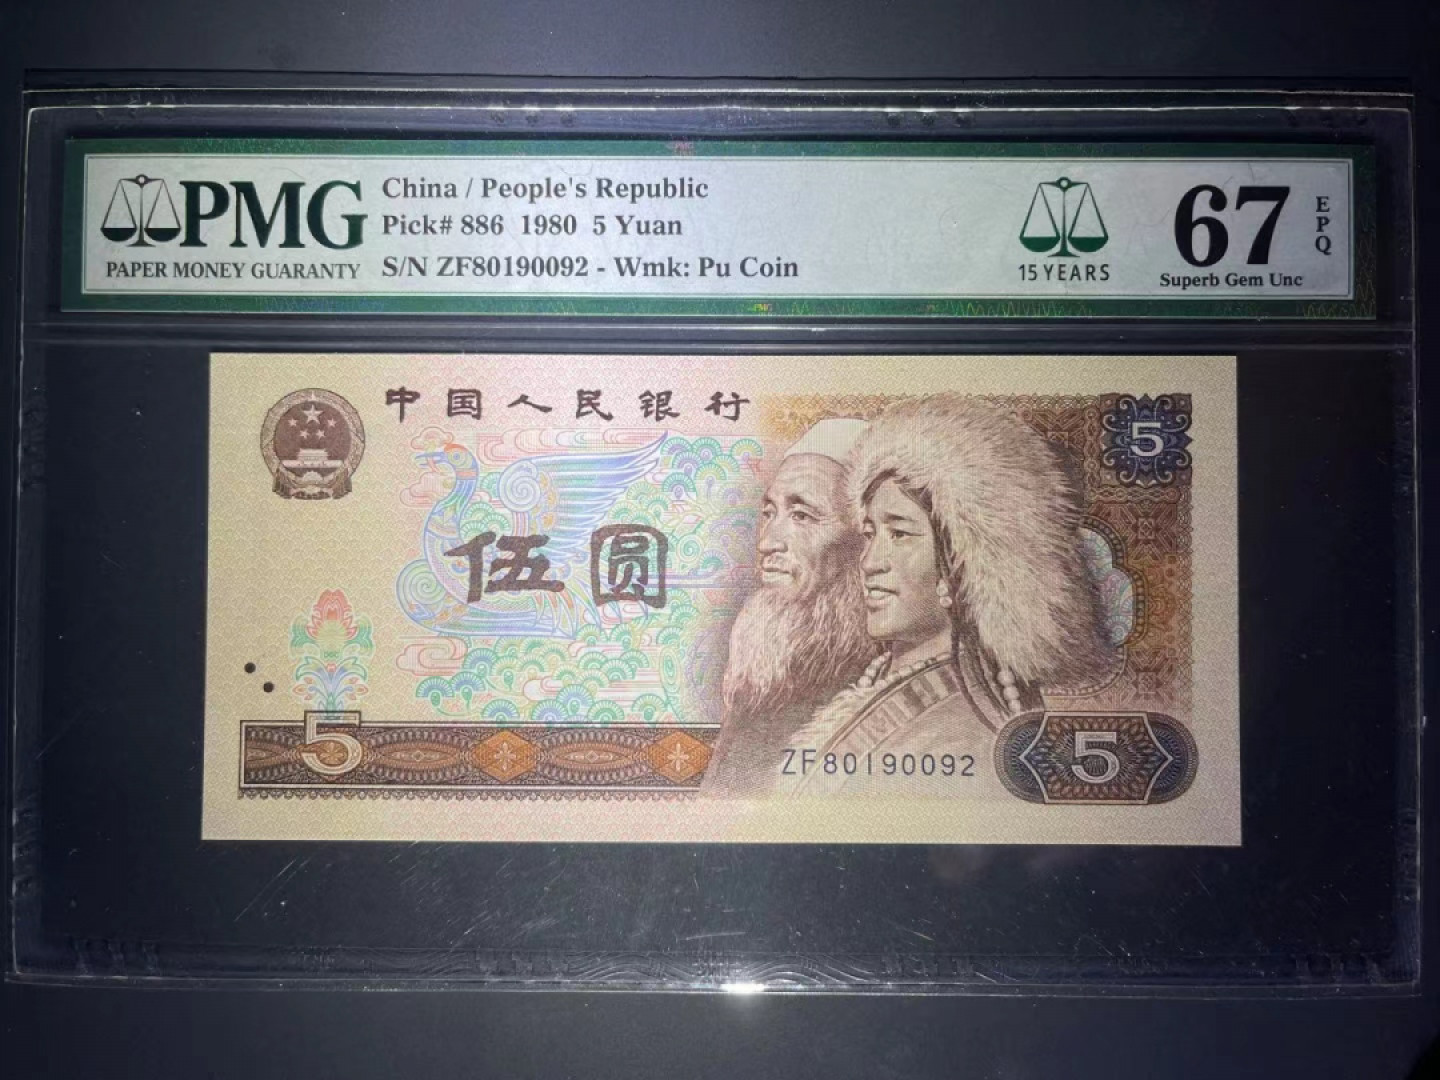 PMG
PAPER MONEY GUARANTY
China / People's Republic
Pick# 886 1980 5 Yuan
S/N ZF80190092 - Wmk: Pu Coin
15 YEARS
67
EPQ
Superb Gem Unc
中国人民银行
5
伍圆
5
ZF80190092
5